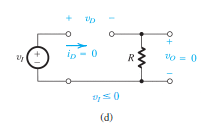 + v_D −
v_I + − i_D = 0 R + v_O = 0 −
v_I ≤ 0
(d)